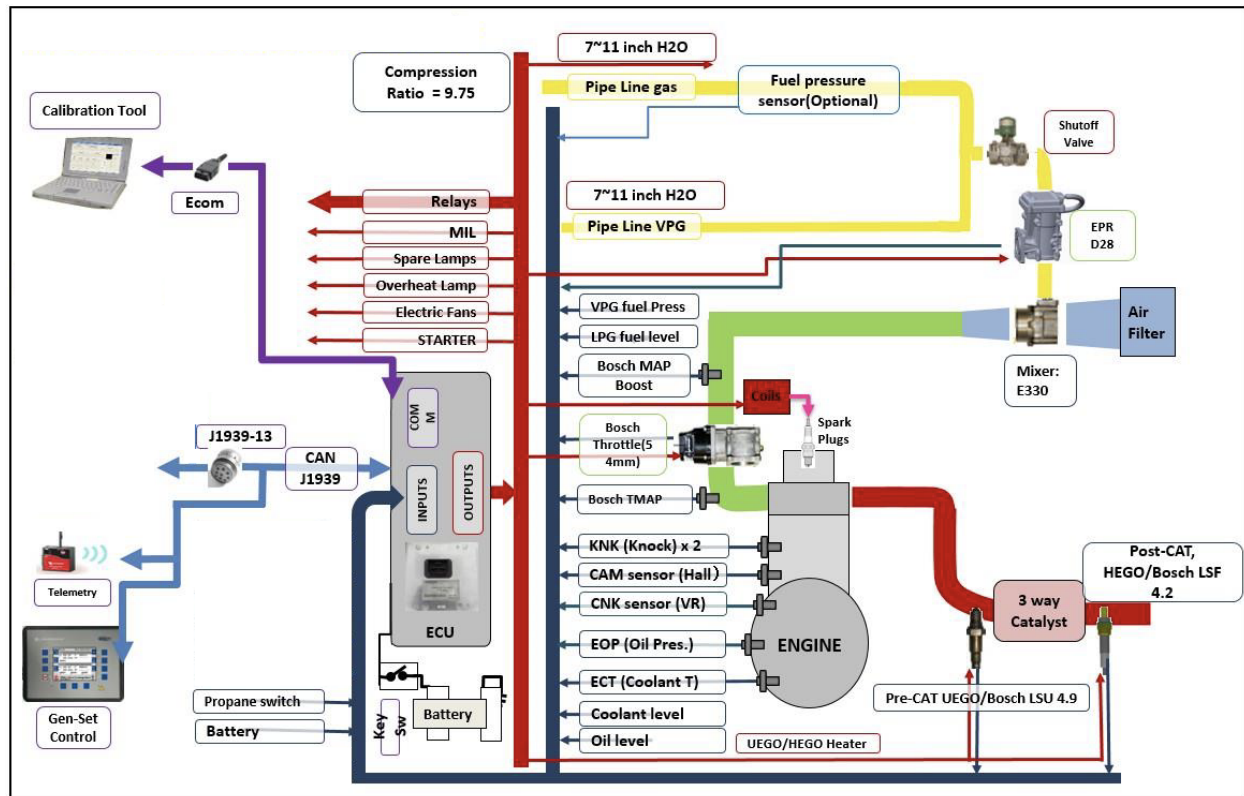 7~11 inch H2O
Compression
Ratio = 9.75
Pipe Line gas
Fuel pressure
sensor(Optional)
Calibration Tool
Shutoff
Valve
Ecom
Relays
7~11 inch H2O
MIL
Pipe Line VPG
EPR
D28
Spare Lamps
Overheat Lamp
Electric Fans
VPG fuel Press
STARTER
LPG fuel level
Air
Filter
Bosch MAP
Boost
Mixer:
E330
Coils
COM
M
Spark
Plugs
J1939-13
CAN
J1939
Bosch
Throttle(5
4mm)
INPUTS
OUTPUTS
Bosch TMAP
KNK (Knock) x 2
Post-CAT,
HEGO/Bosch LSF
4.2
CAM sensor (Hall)
Telemetry
CNK sensor (VR)
3 way
Catalyst
ECU
EOP (Oil Pres.)
ENGINE
ECT (Coolant T)
Propane switch
Pre-CAT UEGO/Bosch LSU 4.9
Gen-Set
Control
Battery
Key
Sw
Battery
Coolant level
Oil level
UEGO/HEGO Heater